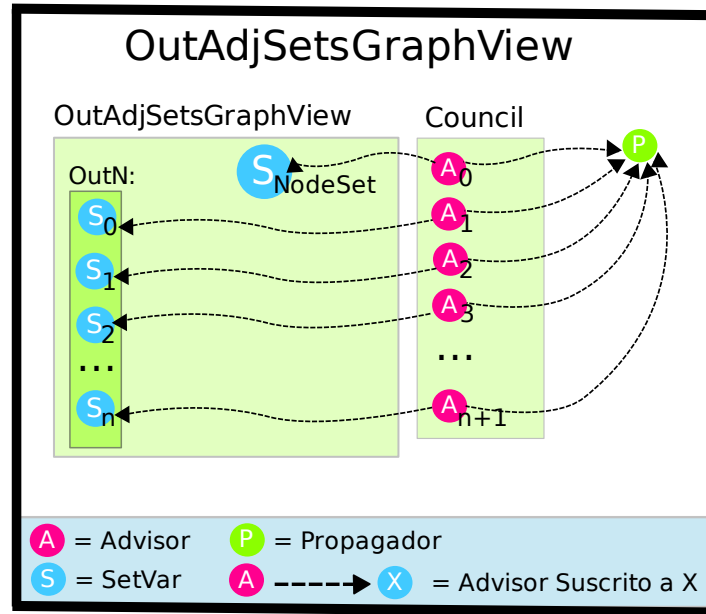 OutAdjSetsGraphView
OutAdjSetsGraphView
Council
P
S NodeSet
A 0
OutN:
S 0
A 1
S 1
A 2
S 2
A 3
...
...
S n
A n+1
A = Advisor
P = Propagador
S = SetVar
A X = Advisor Suscrito a X